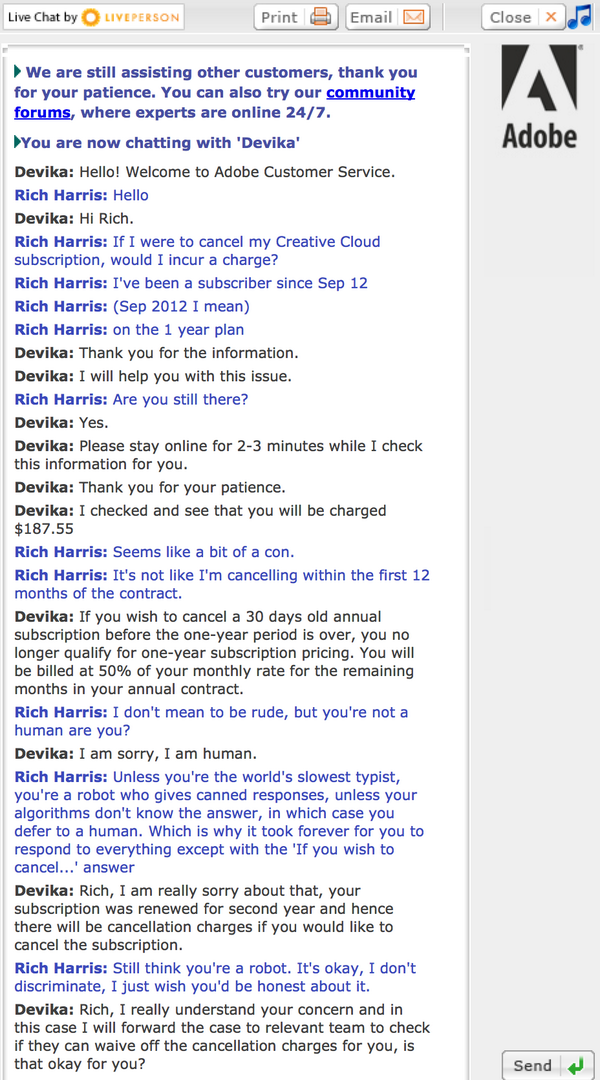 Live Chat by LIVEPERSON
Print
Email
Close
We are still assisting other customers, thank you
for your patience. You can also try our community
forums, where experts are online 24/7.
You are now chatting with 'Devika'
Devika: Hello! Welcome to Adobe Customer Service.
Rich Harris: Hello
Devika: Hi Rich.
Rich Harris: If I were to cancel my Creative Cloud
subscription, would I incur a charge?
Rich Harris: I've been a subscriber since Sep 12
Rich Harris: (Sep 2012 I mean)
Rich Harris: on the 1 year plan
Devika: Thank you for the information.
Devika: I will help you with this issue.
Rich Harris: Are you still there?
Devika: Yes.
Devika: Please stay online for 2-3 minutes while I check
this information for you.
Devika: Thank you for your patience.
Devika: I checked and see that you will be charged
$187.55
Rich Harris: Seems like a bit of a con.
Rich Harris: It's not like I'm cancelling within the first 12
months of the contract.
Devika: If you wish to cancel a 30 days old annual
subscription before the one-year period is over, you no
longer qualify for one-year subscription pricing. You will
be billed at 50% of your monthly rate for the remaining
months in your annual contract.
Rich Harris: I don't mean to be rude, but you're not a
human are you?
Devika: I am sorry, I am human.
Rich Harris: Unless you're the world's slowest typist,
you're a robot who gives canned responses, unless your
algorithms don't know the answer, in which case you
defer to a human. Which is why it took forever for you to
respond to everything except with the 'If you wish to
cancel...' answer
Devika: Rich, I am really sorry about that, your
subscription was renewed for second year and hence
there will be cancellation charges if you would like to
cancel the subscription.
Rich Harris: Still think you're a robot. It's okay, I don't
discriminate, I just wish you'd be honest about it.
Devika: Rich, I really understand your concern and in
this case I will forward the case to relevant team to check
if they can waive off the cancellation charges for you, is
that okay for you?
Adobe
Send